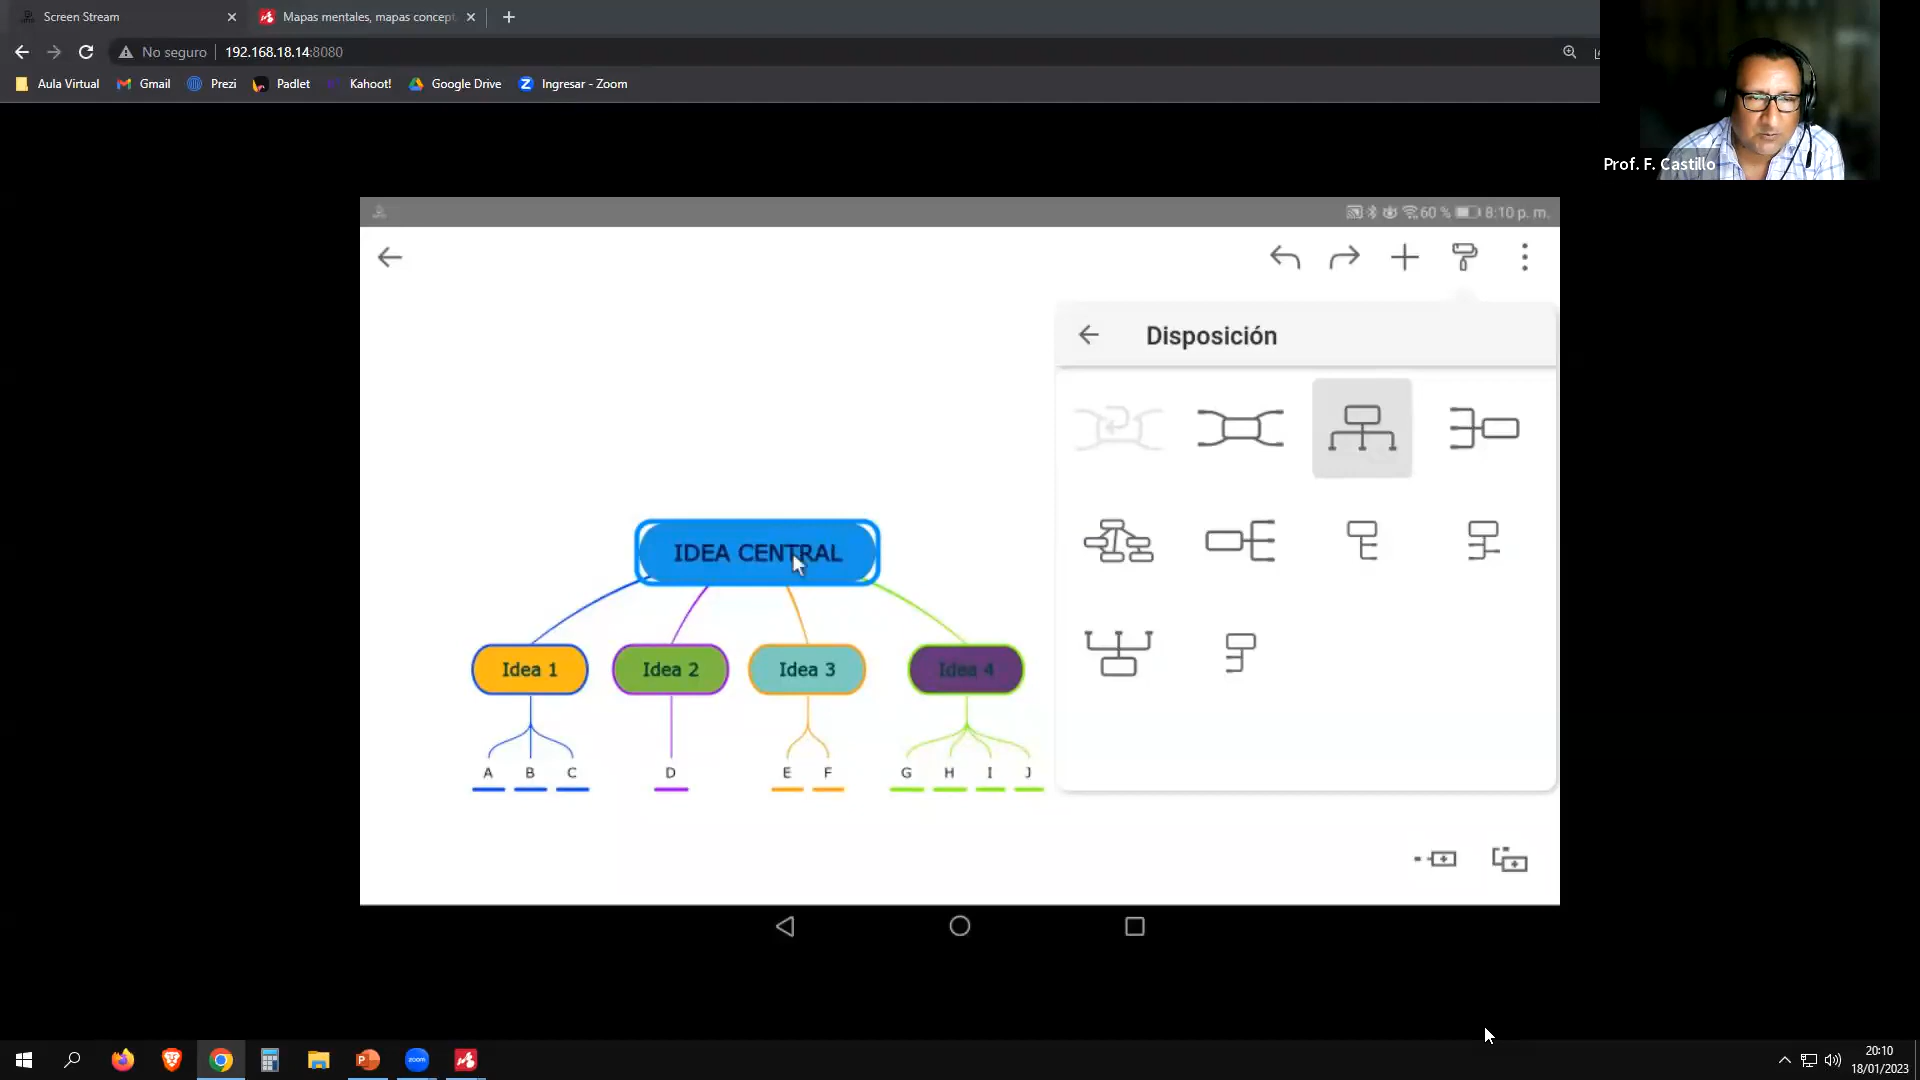 Screen Stream
Mapas mentales, mapas concept
No seguro
192.168.18.14:8080
Aula Virtual
Gmail
Prezi
Padlet
Kahoot!
Google Drive
Ingresar - Zoom
Prof. F. Castillo
60 %
8:10 p. m.
Disposición
IDEA CENTRAL
Idea 1
Idea 2
Idea 3
Idea 4
A B C
D
E F
G H I J
zoom
20:10
18/01/2023